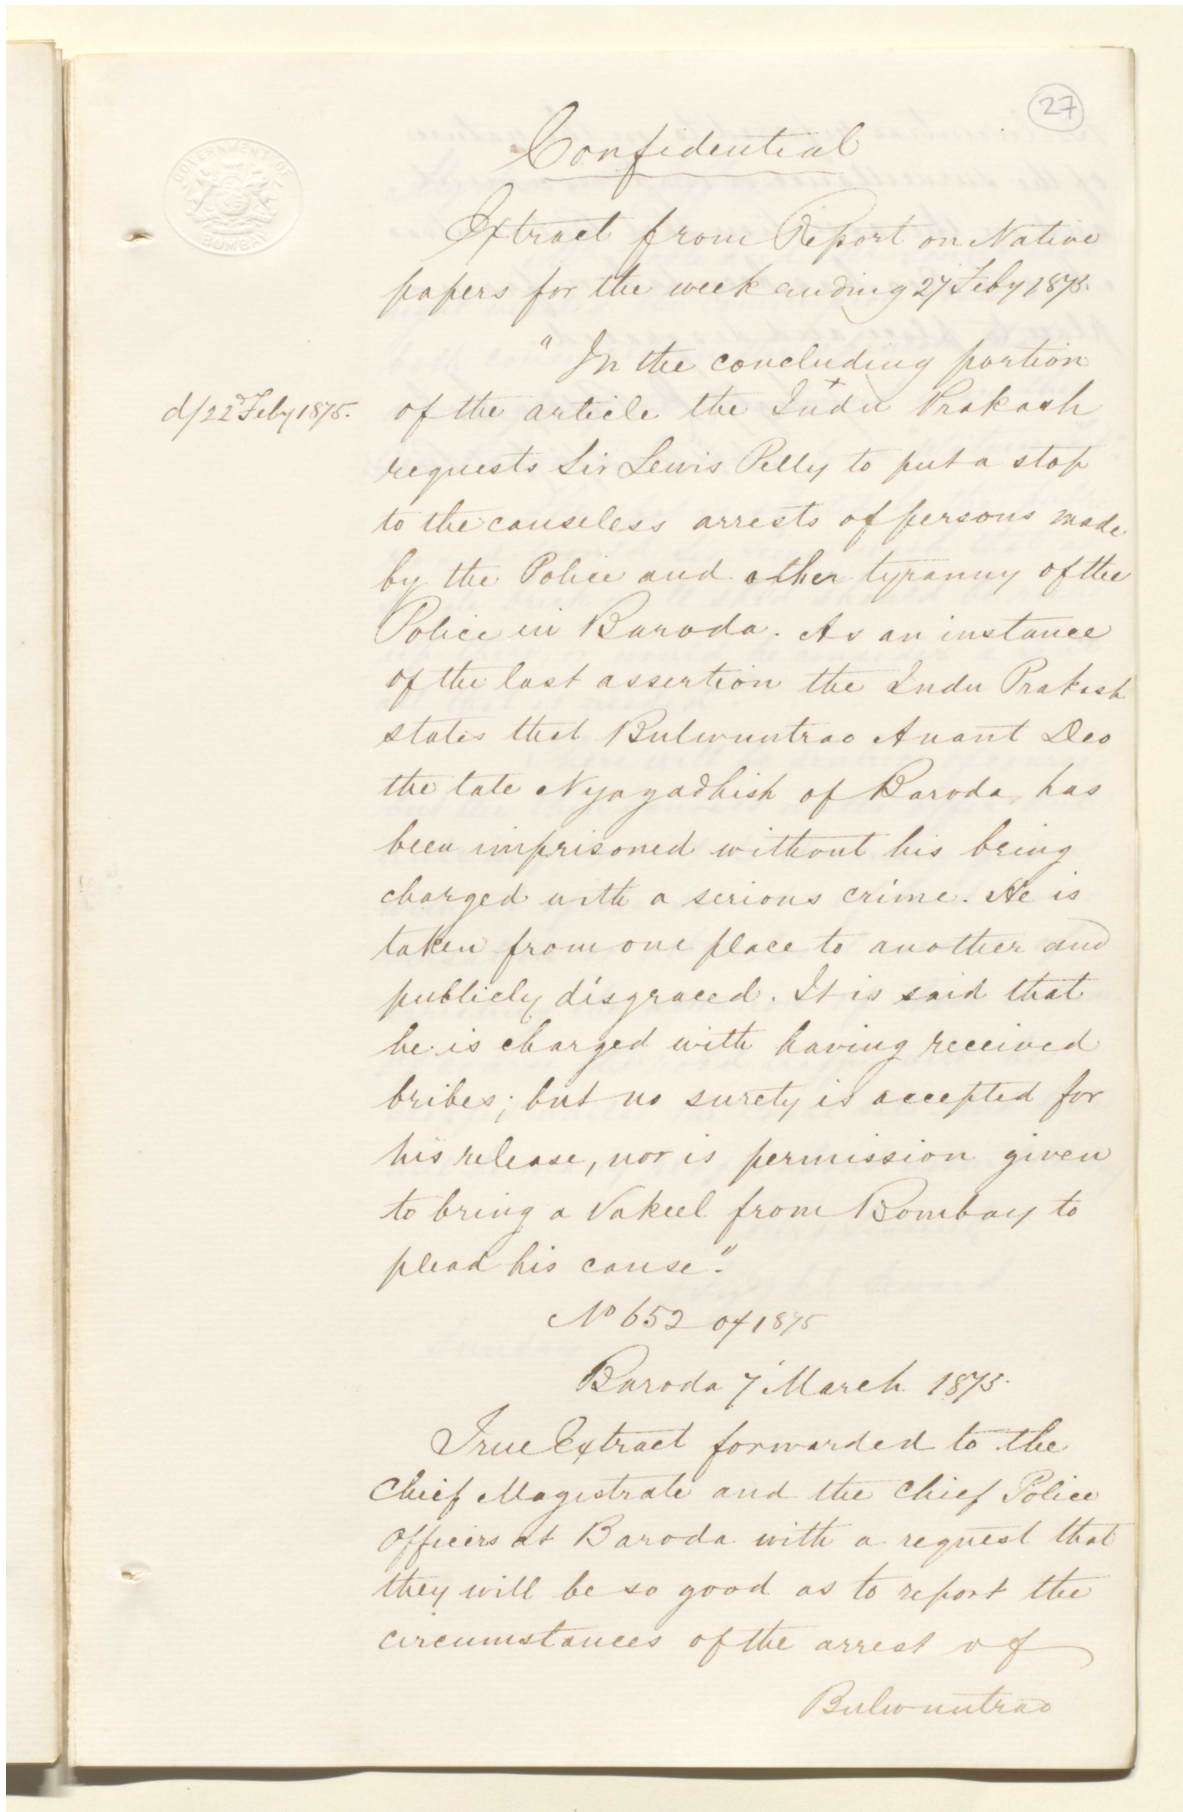 27
GOVERNMENT OF
BOMBAY
Confidential
Extract from Report on Native
papers for the week ending 27 Feby 1875.
"In the concluding portion
d/22d Feby 1875.
of the article the Indu + Prakash
requests Sir Lewis Pelly to put a stop
to the causeless arrests of persons made
by the Police and other tyranny of the
Police in Baroda. As an instance
of the last assertion the Indu Prakash
states that Bulwuntrao Anant Deo
the late Nyayadhish of Baroda, has
been imprisoned without his being
charged with a serious crime. He is
taken from one place to another and
publicly disgraced. It is said that
he is charged with having received
bribes; but no surety is accepted for
his release, nor is permission given
to bring a Vakeel from Bombay to
plead his cause".
No 652 of 1875
Baroda 7 March 1875.
True Extract forwarded to the
Chief Magistrate and the Chief Police
Officers at Baroda with a request that
they will be so good as to report the
circumstances of the arrest of
Bulwuntrao